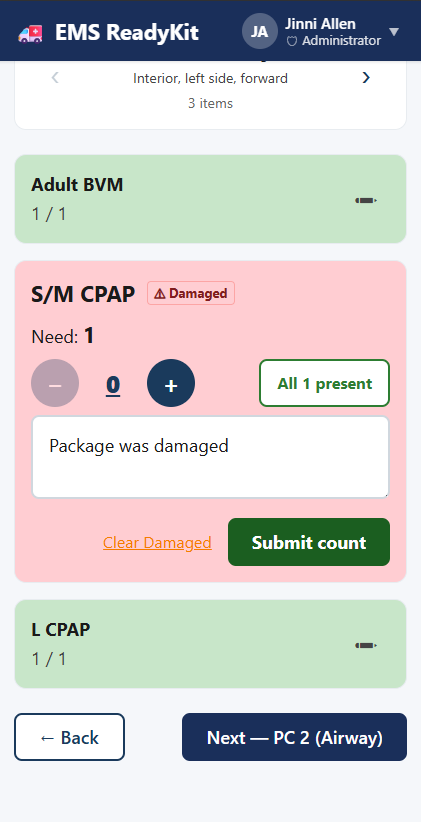 EMS ReadyKit
JA
Jinni Allen
Administrator
Interior, left side, forward
3 items
Adult BVM
1 / 1
S/M CPAP
Damaged
Need: 1
−
0
+
All 1 present
Package was damaged
Clear Damaged
Submit count
L CPAP
1 / 1
← Back
Next — PC 2 (Airway)